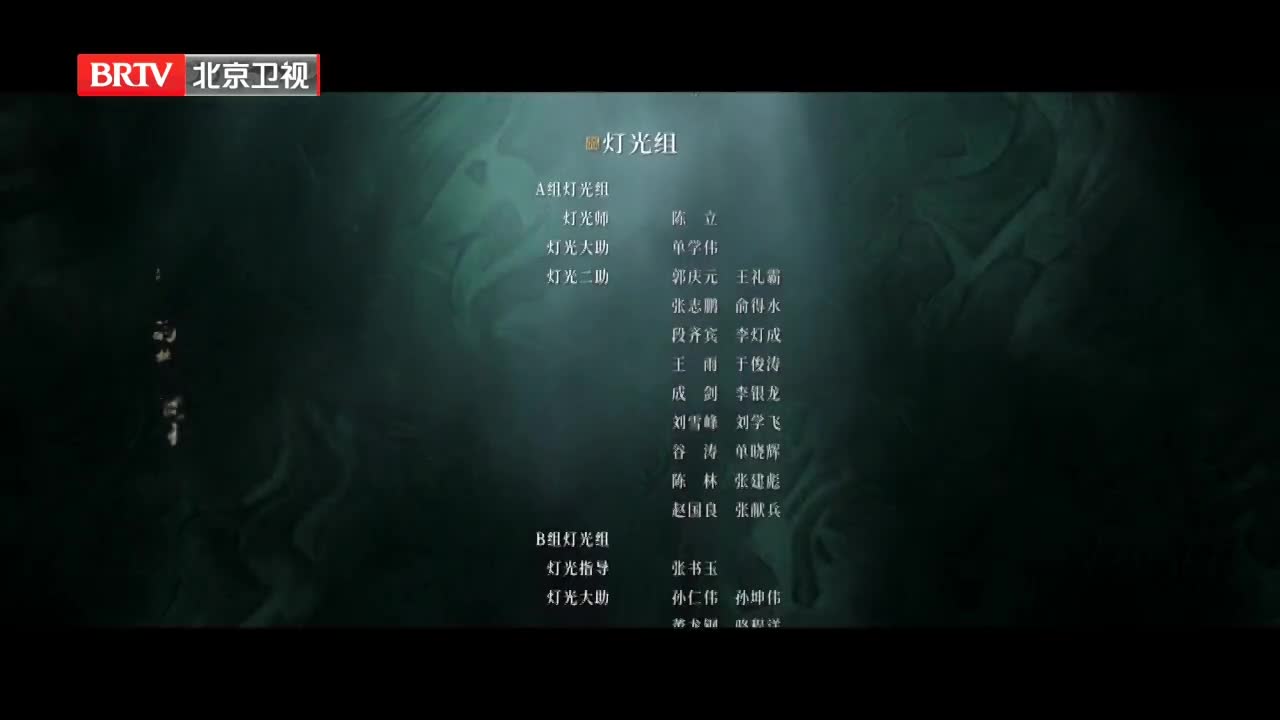 BRTV 北京卫视
灯光组
A组灯光组
灯光师 陈 立
灯光大助 单学伟
灯光二助 郭庆元 王礼霸
张志鹏 俞得水
段齐宾 李灯成
王 雨 于俊涛
成 剑 李银龙
刘雪峰 刘学飞
谷 涛 单晓辉
陈 林 张建彪
赵国良 张献兵
B组灯光组
灯光指导 张书玉
灯光大助 孙仁伟 孙坤伟